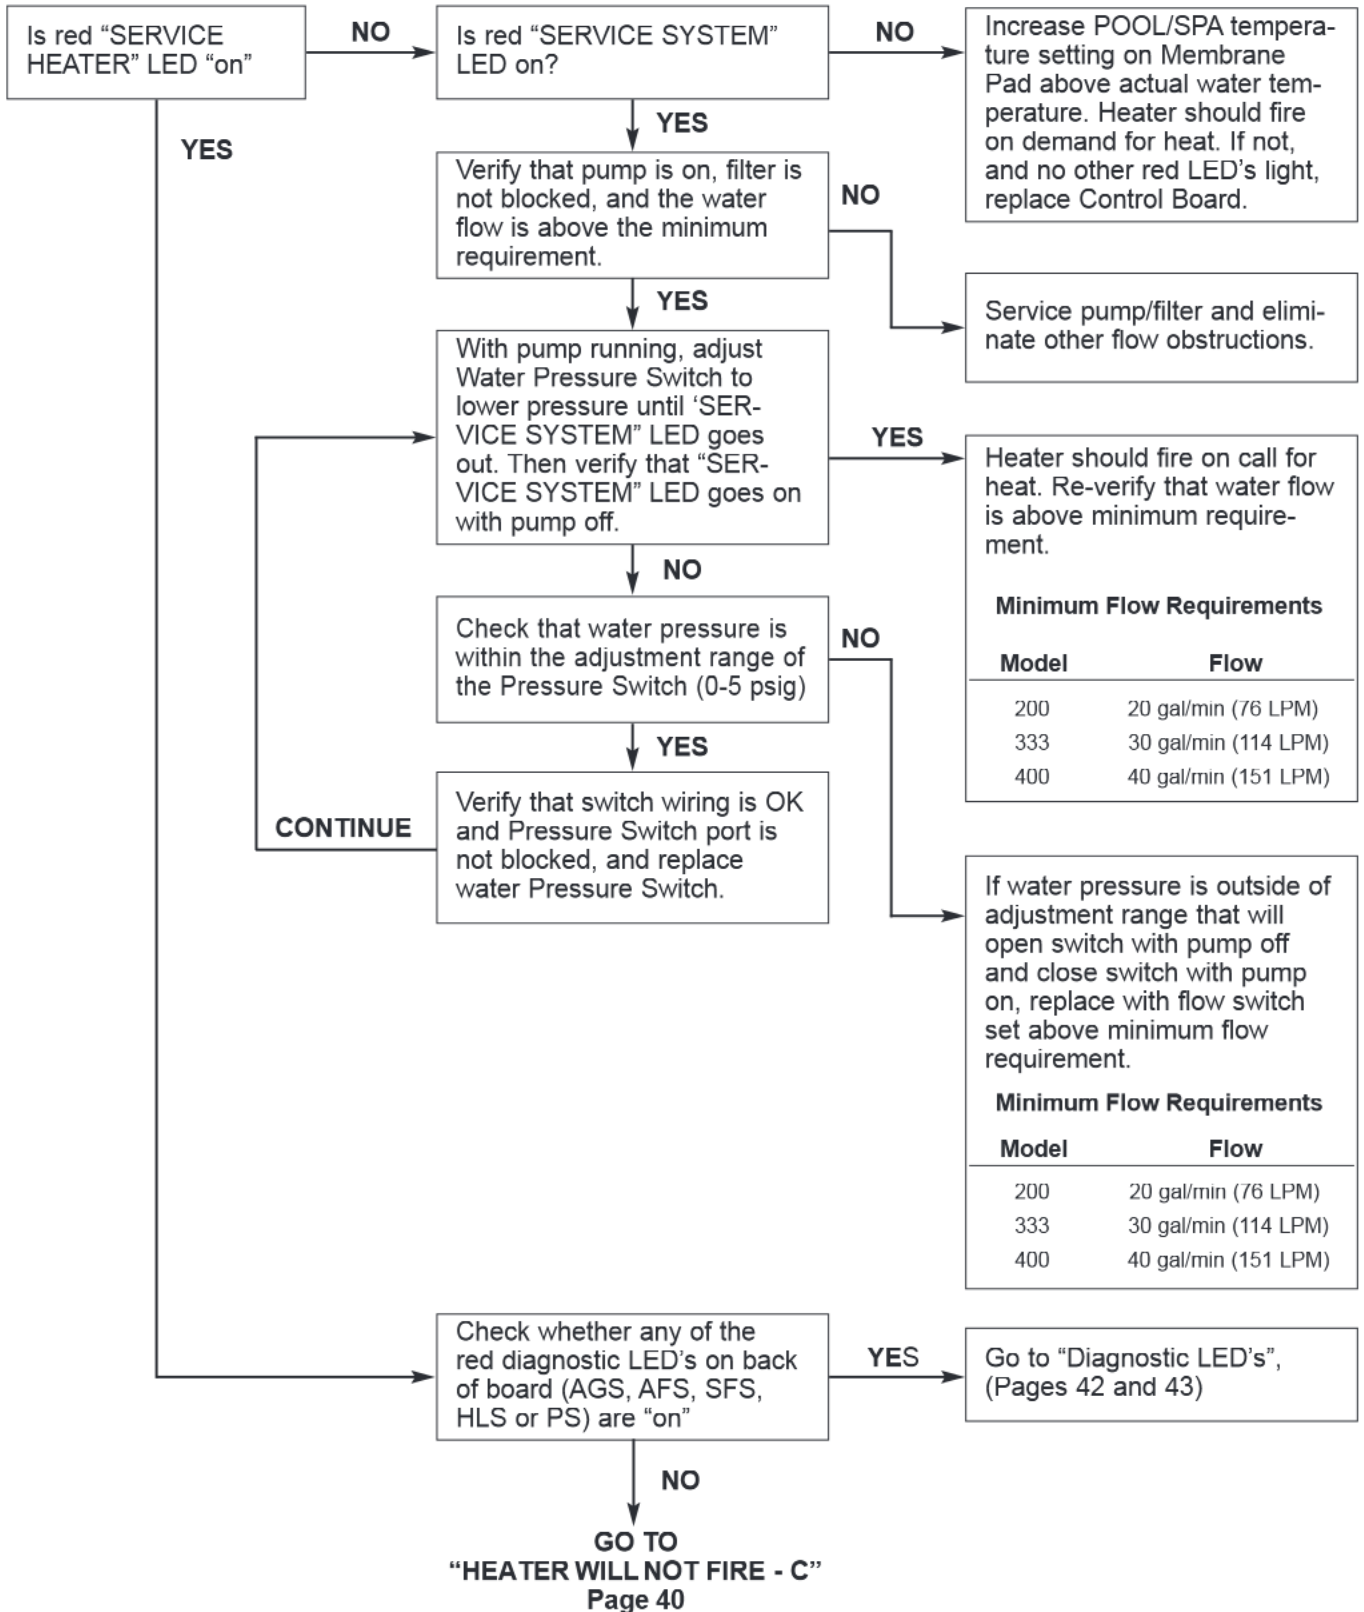 Is red “SERVICE
HEATER” LED “on”
NO
Is red “SERVICE SYSTEM”
LED on?
NO
Increase POOL/SPA tempera-
ture setting on Membrane
Pad above actual water tem-
perature. Heater should fire
on demand for heat. If not,
and no other red LED’s light,
replace Control Board.
YES
YES
Verify that pump is on, filter is
not blocked, and the water
flow is above the minimum
requirement.
NO
Service pump/filter and elimi-
nate other flow obstructions.
YES
With pump running, adjust
Water Pressure Switch to
lower pressure until ‘SER-
VICE SYSTEM” LED goes
out. Then verify that “SER-
VICE SYSTEM” LED goes on
with pump off.
YES
Heater should fire on call for
heat. Re-verify that water flow
is above minimum require-
ment.
Minimum Flow Requirements
Model Flow
200 20 gal/min (76 LPM)
333 30 gal/min (114 LPM)
400 40 gal/min (151 LPM)
NO
Check that water pressure is
within the adjustment range of
the Pressure Switch (0-5 psig)
NO
If water pressure is outside of
adjustment range that will
open switch with pump off
and close switch with pump
on, replace with flow switch
set above minimum flow
requirement.
Minimum Flow Requirements
Model Flow
200 20 gal/min (76 LPM)
333 30 gal/min (114 LPM)
400 40 gal/min (151 LPM)
YES
Verify that switch wiring is OK
and Pressure Switch port is
not blocked, and replace
water Pressure Switch.
CONTINUE
Check whether any of the
red diagnostic LED’s on back
of board (AGS, AFS, SFS,
HLS or PS) are “on”
YES
Go to “Diagnostic LED’s”,
(Pages 42 and 43)
NO
GO TO
“HEATER WILL NOT FIRE - C”
Page 40